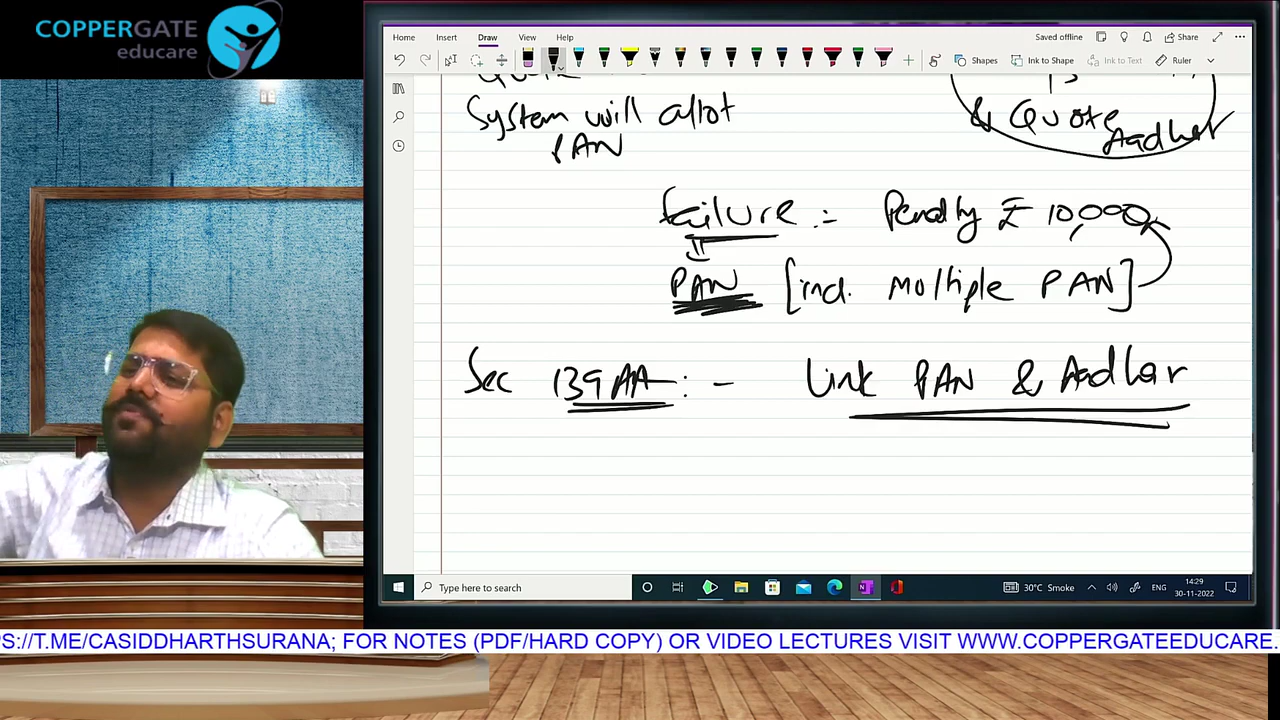 COPPERGATE
educare
Home Insert Draw View Help
Saved offline
Share
Shapes
Ink to Shape
Ink to Text
Math
Ruler
System will allot
PAN
& Quote
Aadhar
failure := Penalty ₹ 10,000
PAN [incl. Multiple PAN]
Sec 139AA :- Link PAN & Aadhar
Type here to search
30°C Smoke
ENG
14:29
30-11-2022
S://T.ME/CASIDDHARTHSURANA; FOR NOTES (PDF/HARD COPY) OR VIDEO LECTURES VISIT WWW.COPPERGATEEDUCARE.